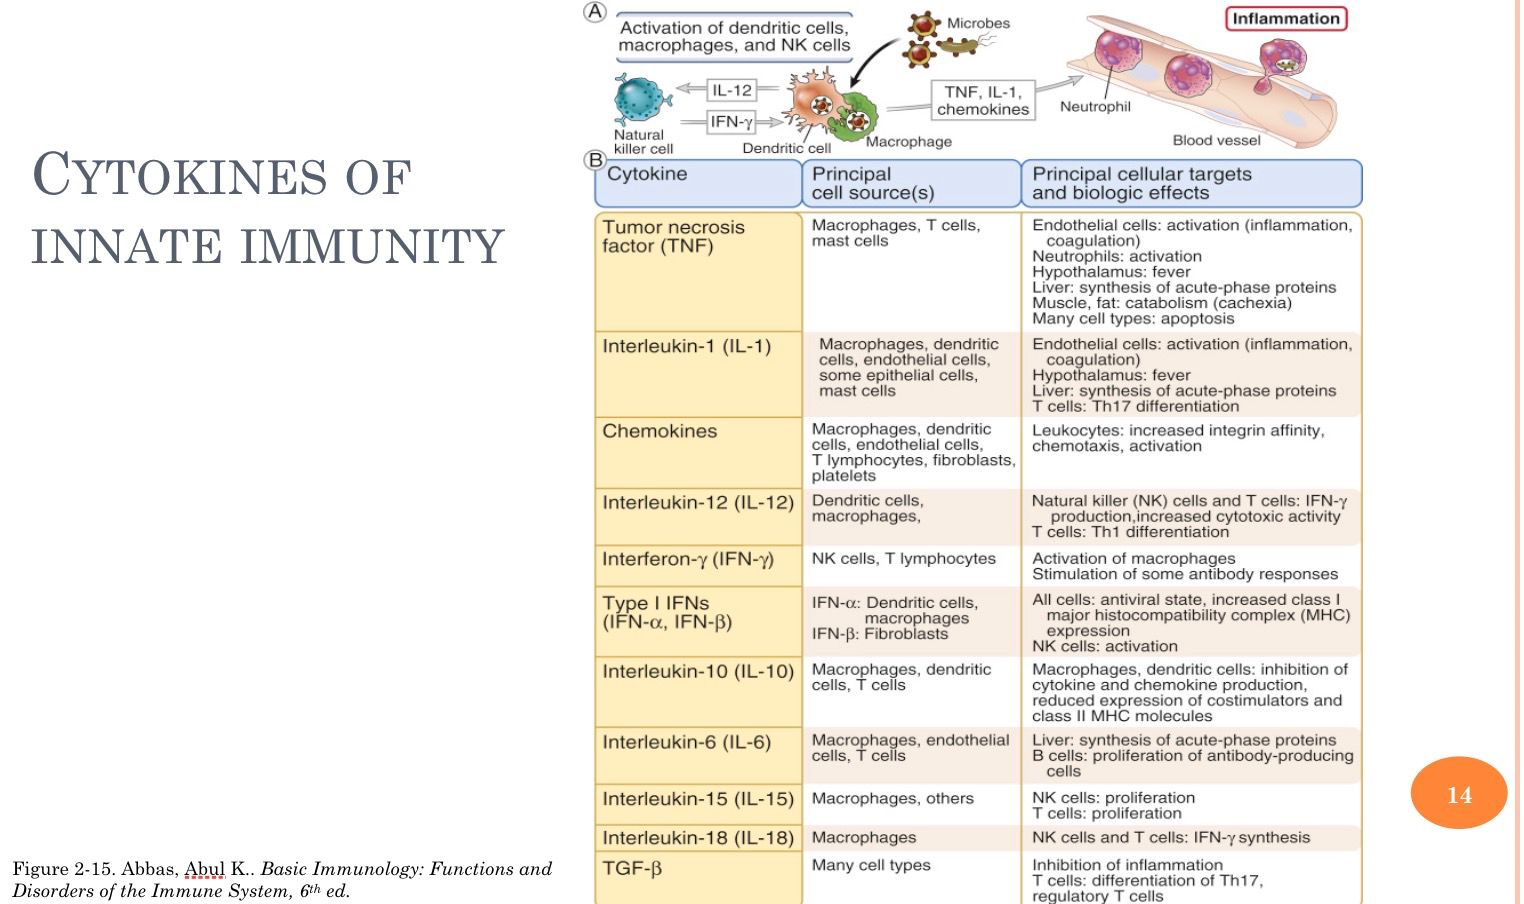 CYTOKINES OF
INNATE IMMUNITY
A
Activation of dendritic cells,
macrophages, and NK cells
Microbes
Inflammation
IL-12
IFN-γ
TNF, IL-1,
chemokines
Neutrophil
Natural
killer cell
Dendritic cell
Macrophage
Blood vessel
B
Cytokine
Principal
cell source(s)
Principal cellular targets
and biologic effects
Tumor necrosis
factor (TNF)
Macrophages, T cells,
mast cells
Endothelial cells: activation (inflammation,
coagulation)
Neutrophils: activation
Hypothalamus: fever
Liver: synthesis of acute-phase proteins
Muscle, fat: catabolism (cachexia)
Many cell types: apoptosis
Interleukin-1 (IL-1)
Macrophages, dendritic
cells, endothelial cells,
some epithelial cells,
mast cells
Endothelial cells: activation (inflammation,
coagulation)
Hypothalamus: fever
Liver: synthesis of acute-phase proteins
T cells: Th17 differentiation
Chemokines
Macrophages, dendritic
cells, endothelial cells,
T lymphocytes, fibroblasts,
platelets
Leukocytes: increased integrin affinity,
chemotaxis, activation
Interleukin-12 (IL-12)
Dendritic cells,
macrophages,
Natural killer (NK) cells and T cells: IFN-γ
production,increased cytotoxic activity
T cells: Th1 differentiation
Interferon-γ (IFN-γ)
NK cells, T lymphocytes
Activation of macrophages
Stimulation of some antibody responses
Type I IFNs
(IFN-α, IFN-β)
IFN-α: Dendritic cells,
macrophages
IFN-β: Fibroblasts
All cells: antiviral state, increased class I
major histocompatibility complex (MHC)
expression
NK cells: activation
Interleukin-10 (IL-10)
Macrophages, dendritic
cells, T cells
Macrophages, dendritic cells: inhibition of
cytokine and chemokine production,
reduced expression of costimulators and
class II MHC molecules
Interleukin-6 (IL-6)
Macrophages, endothelial
cells, T cells
Liver: synthesis of acute-phase proteins
B cells: proliferation of antibody-producing
cells
Interleukin-15 (IL-15)
Macrophages, others
NK cells: proliferation
T cells: proliferation
Interleukin-18 (IL-18)
Macrophages
NK cells and T cells: IFN-γ synthesis
TGF-β
Many cell types
Inhibition of inflammation
T cells: differentiation of Th17,
regulatory T cells
14
Figure 2-15. Abbas, Abul K.. Basic Immunology: Functions and
Disorders of the Immune System, 6th ed.